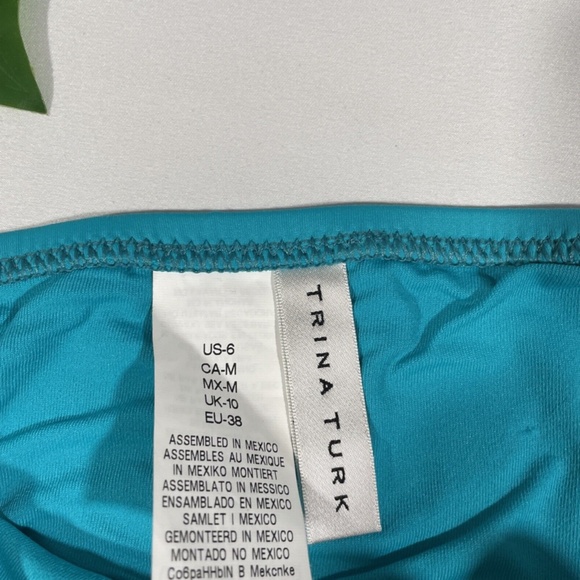 US-6
CA-M
MX-M
UK-10
EU-38
ASSEMBLED IN MEXICO
ASSEMBLES AU MEXIQUE
IN MEXIKO MONTIERT
ASSEMBLATO IN MESSICO
ENSAMBLADO EN MEXICO
SAMLET I MEXICO
GEMONTEERD IN MEXICO
MONTADO NO MEXICO
Co6paHHbIN B Mekcnke
TRINA TURK